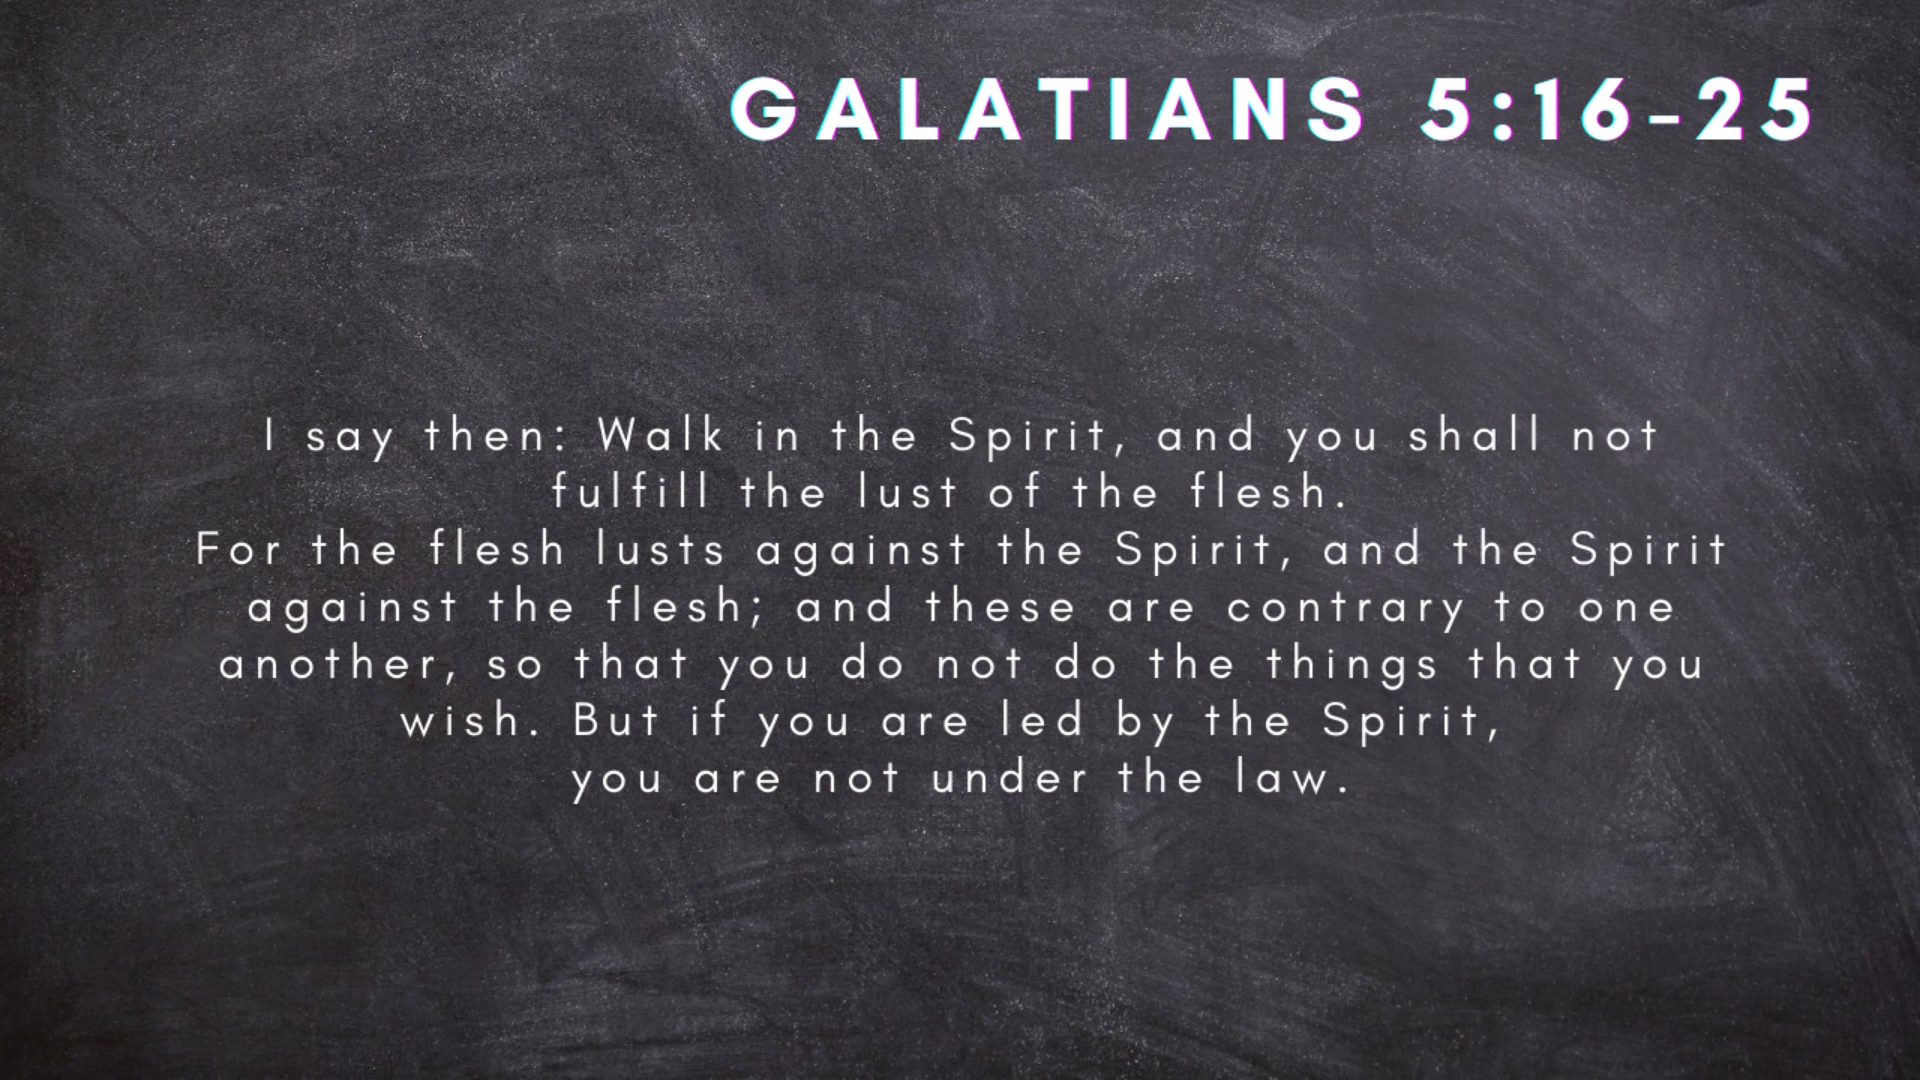 GALATIANS 5:16-25
I say then: Walk in the Spirit, and you shall not
fulfill the lust of the flesh.
For the flesh lusts against the Spirit, and the Spirit
against the flesh; and these are contrary to one
another, so that you do not do the things that you
wish. But if you are led by the Spirit,
you are not under the law.